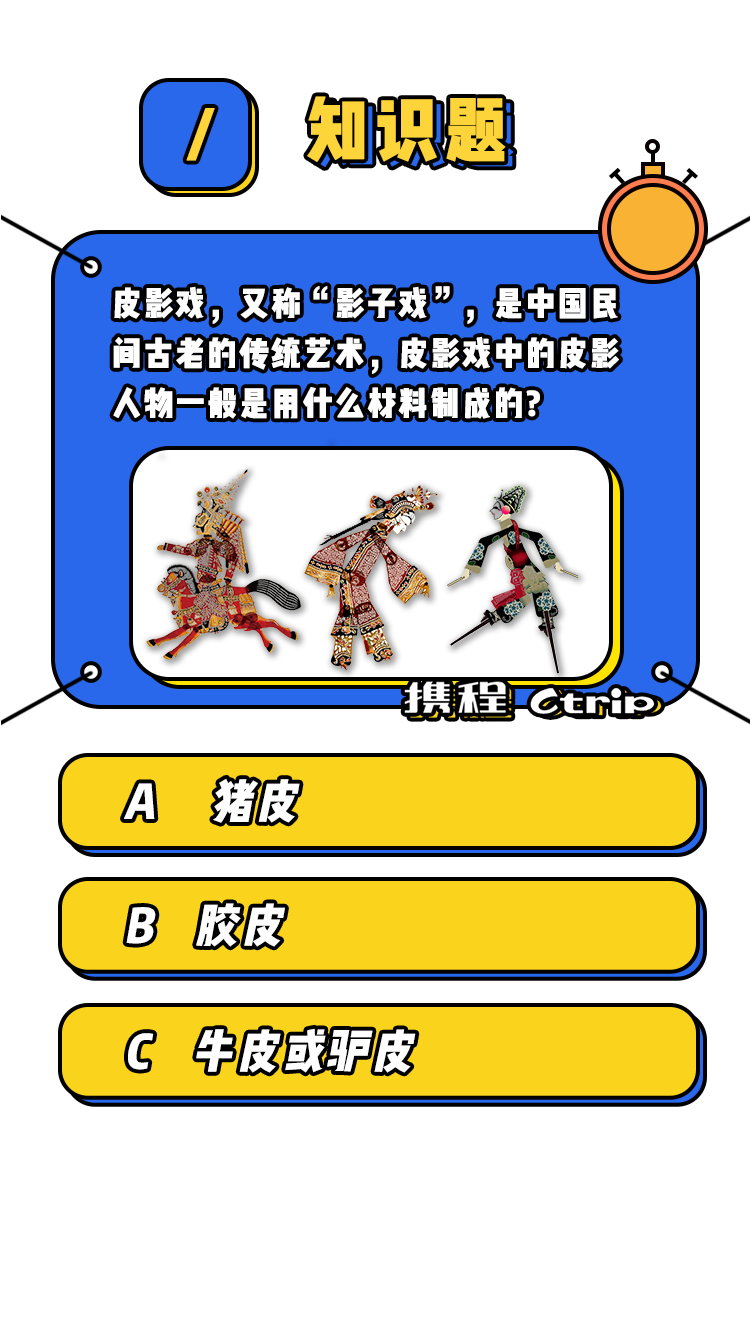 / 知识题
皮影戏，又称“影子戏”，是中国民
间古老的传统艺术，皮影戏中的皮影
人物一般是用什么材料制成的？
携程 Ctrip
A 猪皮
B 胶皮
C 牛皮或驴皮